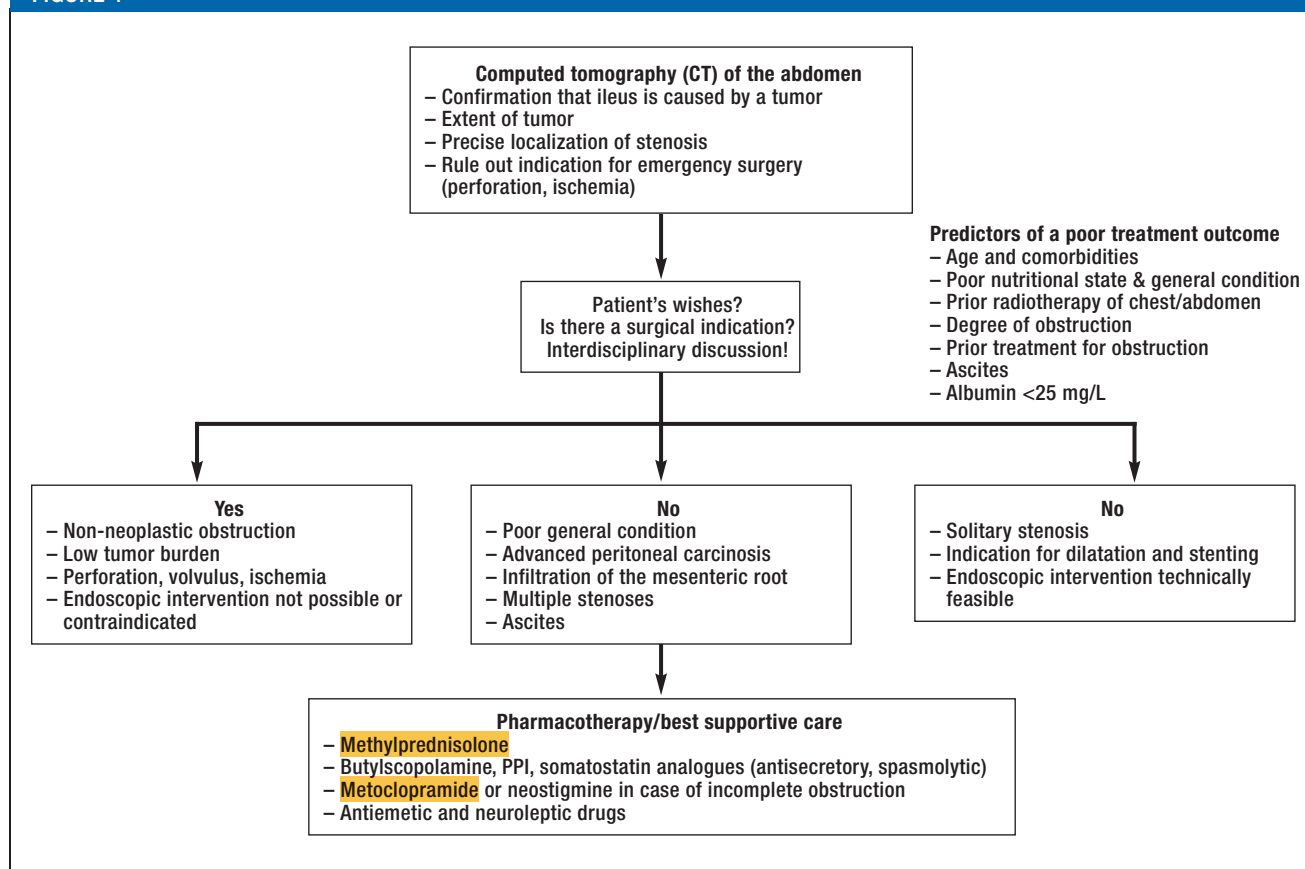 Computed tomography (CT) of the abdomen
– Confirmation that ileus is caused by a tumor
– Extent of tumor
– Precise localization of stenosis
– Rule out indication for emergency surgery
(perforation, ischemia)
Predictors of a poor treatment outcome
– Age and comorbidities
– Poor nutritional state & general condition
– Prior radiotherapy of chest/abdomen
– Degree of obstruction
– Prior treatment for obstruction
– Ascites
– Albumin <25 mg/L
Patient's wishes?
Is there a surgical indication?
Interdisciplinary discussion!
Yes
– Non-neoplastic obstruction
– Low tumor burden
– Perforation, volvulus, ischemia
– Endoscopic intervention not possible or
contraindicated
No
– Poor general condition
– Advanced peritoneal carcinosis
– Infiltration of the mesenteric root
– Multiple stenoses
– Ascites
No
– Solitary stenosis
– Indication for dilatation and stenting
– Endoscopic intervention technically
feasible
Pharmacotherapy/best supportive care
– Methylprednisolone
– Butylscopolamine, PPI, somatostatin analogues (antisecretory, spasmolytic)
– Metoclopramide or neostigmine in case of incomplete obstruction
– Antiemetic and neuroleptic drugs